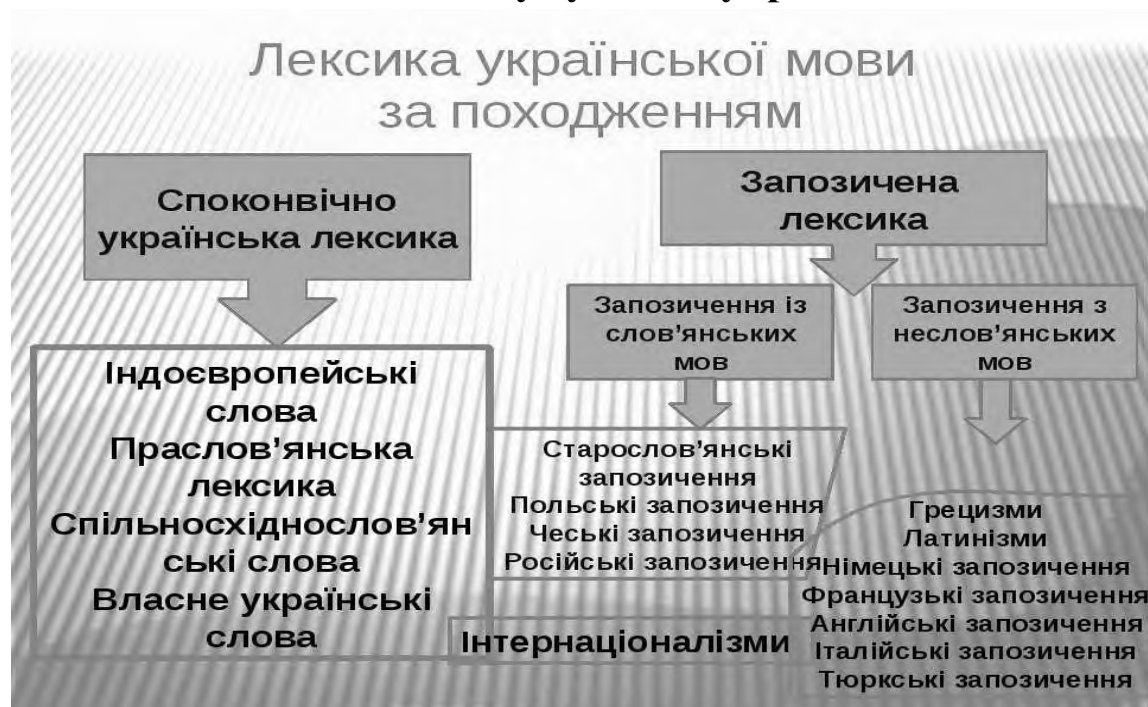 Лексика української мови
за походженням
Споконвічно
українська лексика
Індоєвропейські
слова
Праслов’янська
лексика
Спільносхіднослов’ян
ські слова
Власне українські
слова
Запозичена
лексика
Запозичення із
слов’янських
мов
Старослов’янські
запозичення
Польські запозичення
Чеські запозичення
Російські запозичення
Запозичення з
неслов’янських
мов
Грецизми
Латинізми
Німецькі запозичення
Французькі запозичення
Англійські запозичення
Італійські запозичення
Тюркські запозичення
Інтернаціоналізми